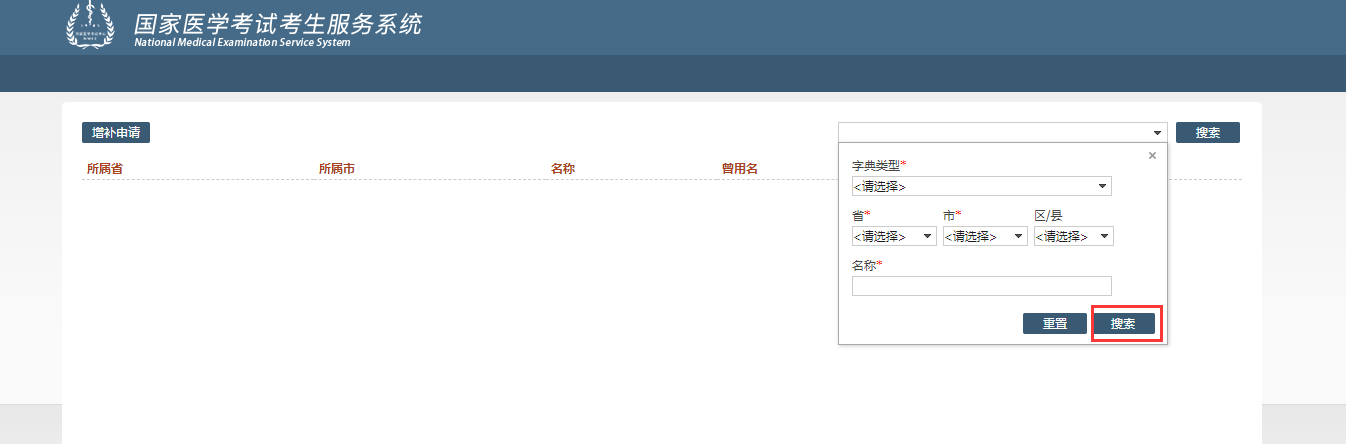 国家医学考试考生服务系统
National Medical Examination Service System
增补申请
搜索
所属省 所属市 名称 曾用名
×
字典类型*
<请选择>
省* 市* 区/县
<请选择> <请选择> <请选择>
名称*
重置 搜索